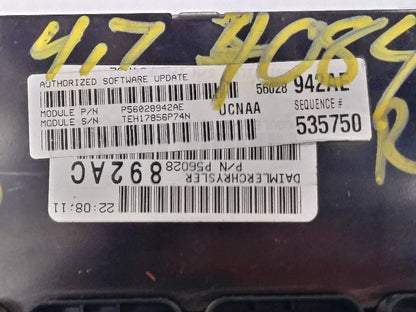 4.7 4084
AUTHORIZED SOFTWARE UPDATE
56028 942AE
MODULE P/N P56028942AE UCNAA SEQUENCE #
MODULE S/N TEH17856P74N 535750
R
DAIMLERCHRYSLER
P/N P56028
892AC
22:08:11